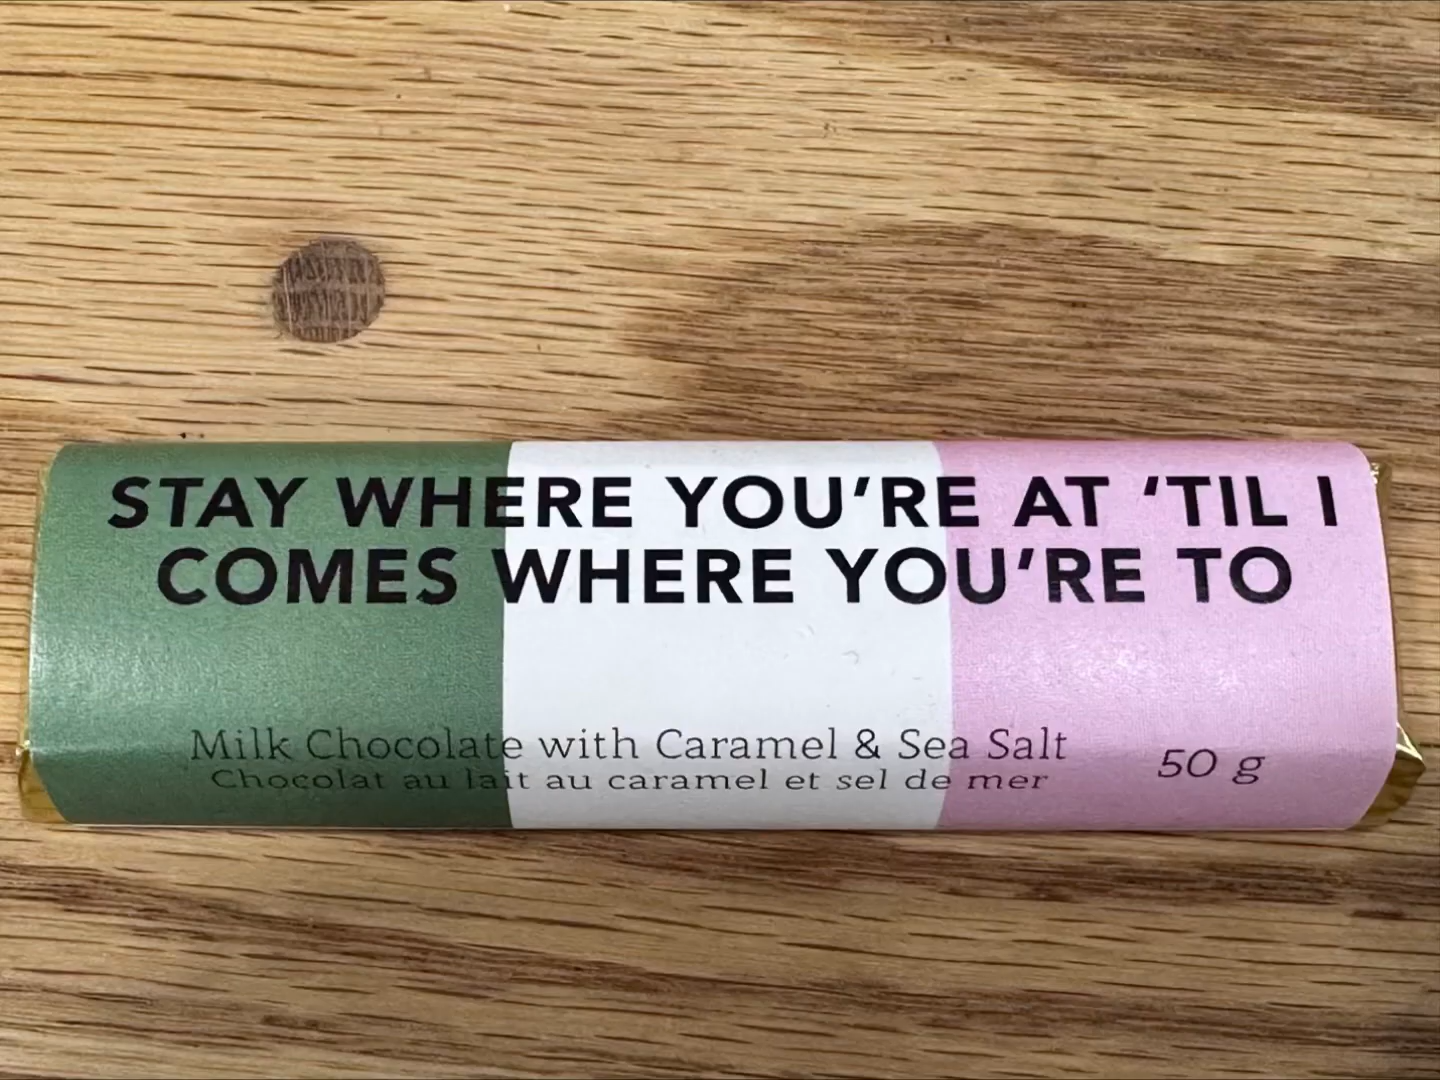 STAY WHERE YOU’RE AT ‘TIL I
COMES WHERE YOU’RE TO
Milk Chocolate with Caramel & Sea Salt
Chocolat au lait au caramel et sel de mer
50 g